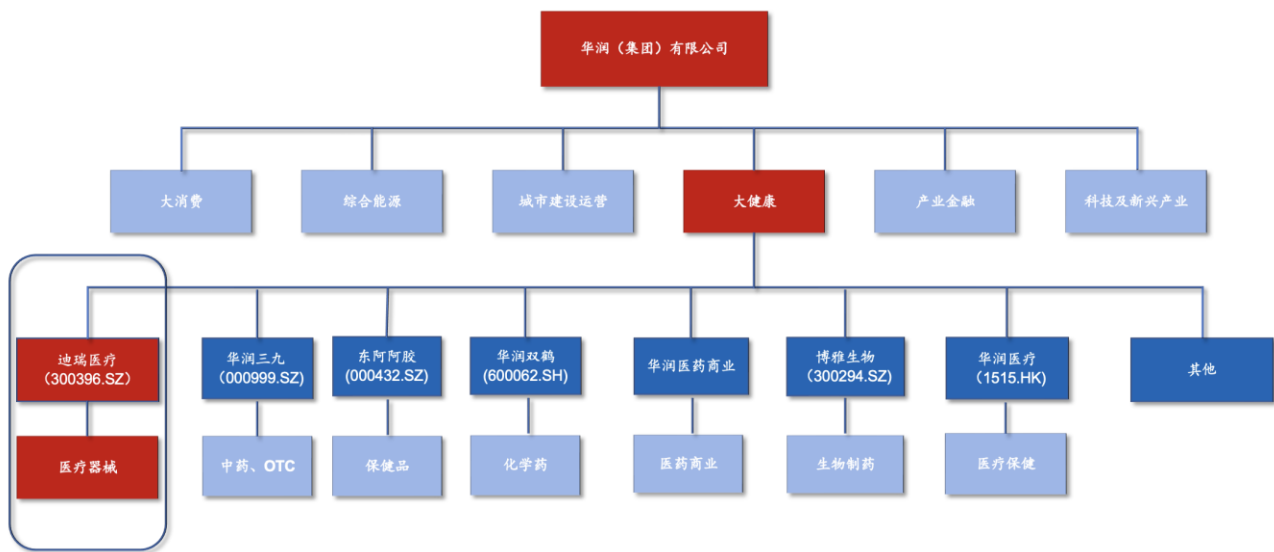 华润（集团）有限公司
大消费
综合能源
城市建设运营
大健康
产业金融
科技及新兴产业
迪瑞医疗
（300396.SZ）
华润三九
（000999.SZ)
东阿阿胶
(000432.SZ)
华润双鹤
(600062.SH)
华润医药商业
博雅生物
（300294.SZ)
华润医疗
（1515.HK)
其他
医疗器械
中药、OTC
保健品
化学药
医药商业
生物制药
医疗保健